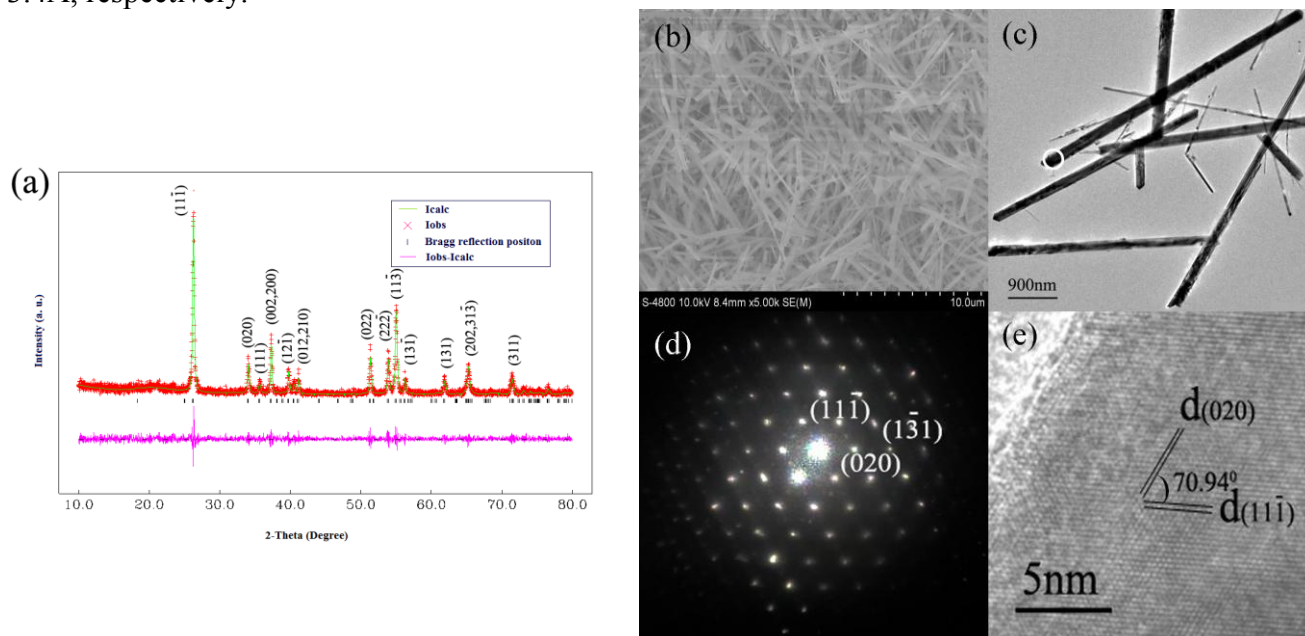 3.4Å, respectively.
(a)
(11̄1̄)
Icalc
Iobs
Bragg reflection positon
Iobs-Icalc
(020)
(111)
(002,200)
(12̄1)
(012,210)
(022)
(2̄22)
(11̄3)
(1̄31)
(131)
(202,313̄)
(311)
Intensity (a. u.)
10.0 20.0 30.0 40.0 50.0 60.0 70.0 80.0
2-Theta (Degree)
(b)
S-4800 10.0kV 8.4mm x5.00k SE(M)
10.0um
(c)
900nm
(d)
(111̄)
(13̄1)
(020)
(e)
d(020)
70.94⁰
d(111̄)
5nm